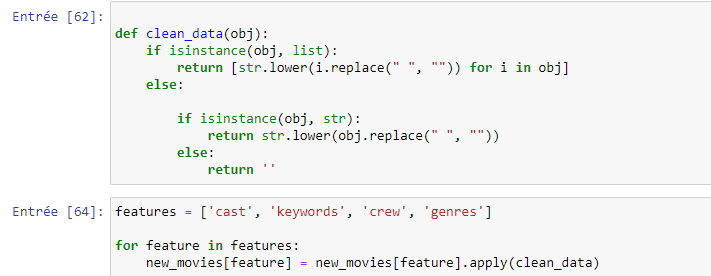 Entrée [62]:
def clean_data(obj):
    if isinstance(obj, list):
        return [str.lower(i.replace(" ", "")) for i in obj]
    else:
        if isinstance(obj, str):
            return str.lower(obj.replace(" ", ""))
        else:
            return ''
Entrée [64]: features = ['cast', 'keywords', 'crew', 'genres']
for feature in features:
    new_movies[feature] = new_movies[feature].apply(clean_data)